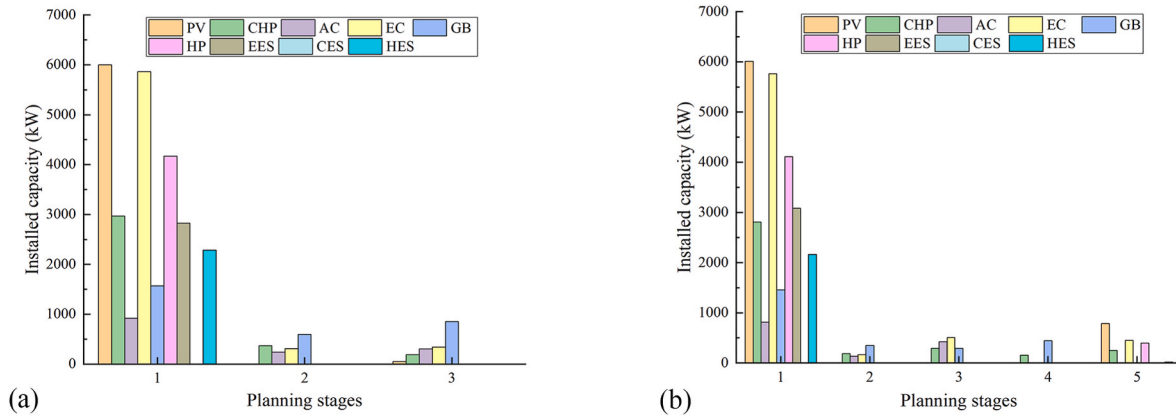 7000
6000
5000
4000
3000
2000
1000
0
Installed capacity (kW)
PV CHP AC EC GB
HP EES CES HES
1 2 3
Planning stages
(a)
7000
6000
5000
4000
3000
2000
1000
0
Installed capacity (kW)
PV CHP AC EC GB
HP EES CES HES
1 2 3 4 5
Planning stages
(b)